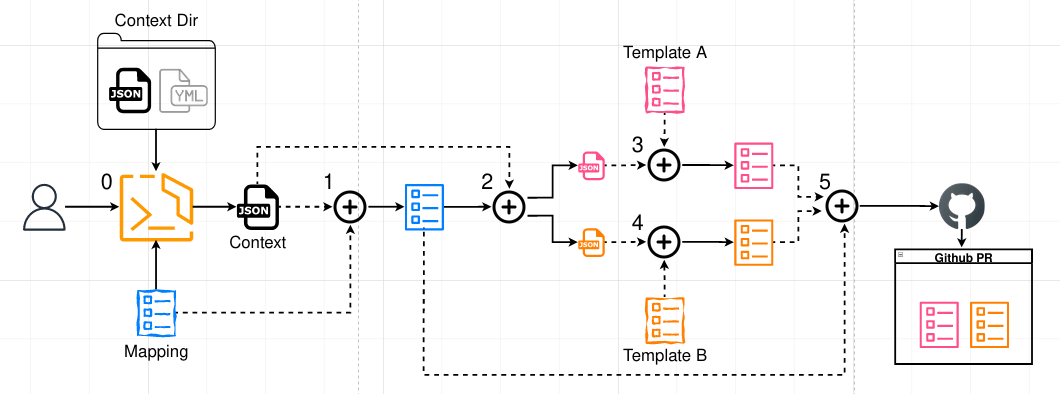 Context Dir
JSON
YML
Template A
0
1
2
3
JSON
5
JSON
Context
JSON
4
Github PR
Mapping
Template B